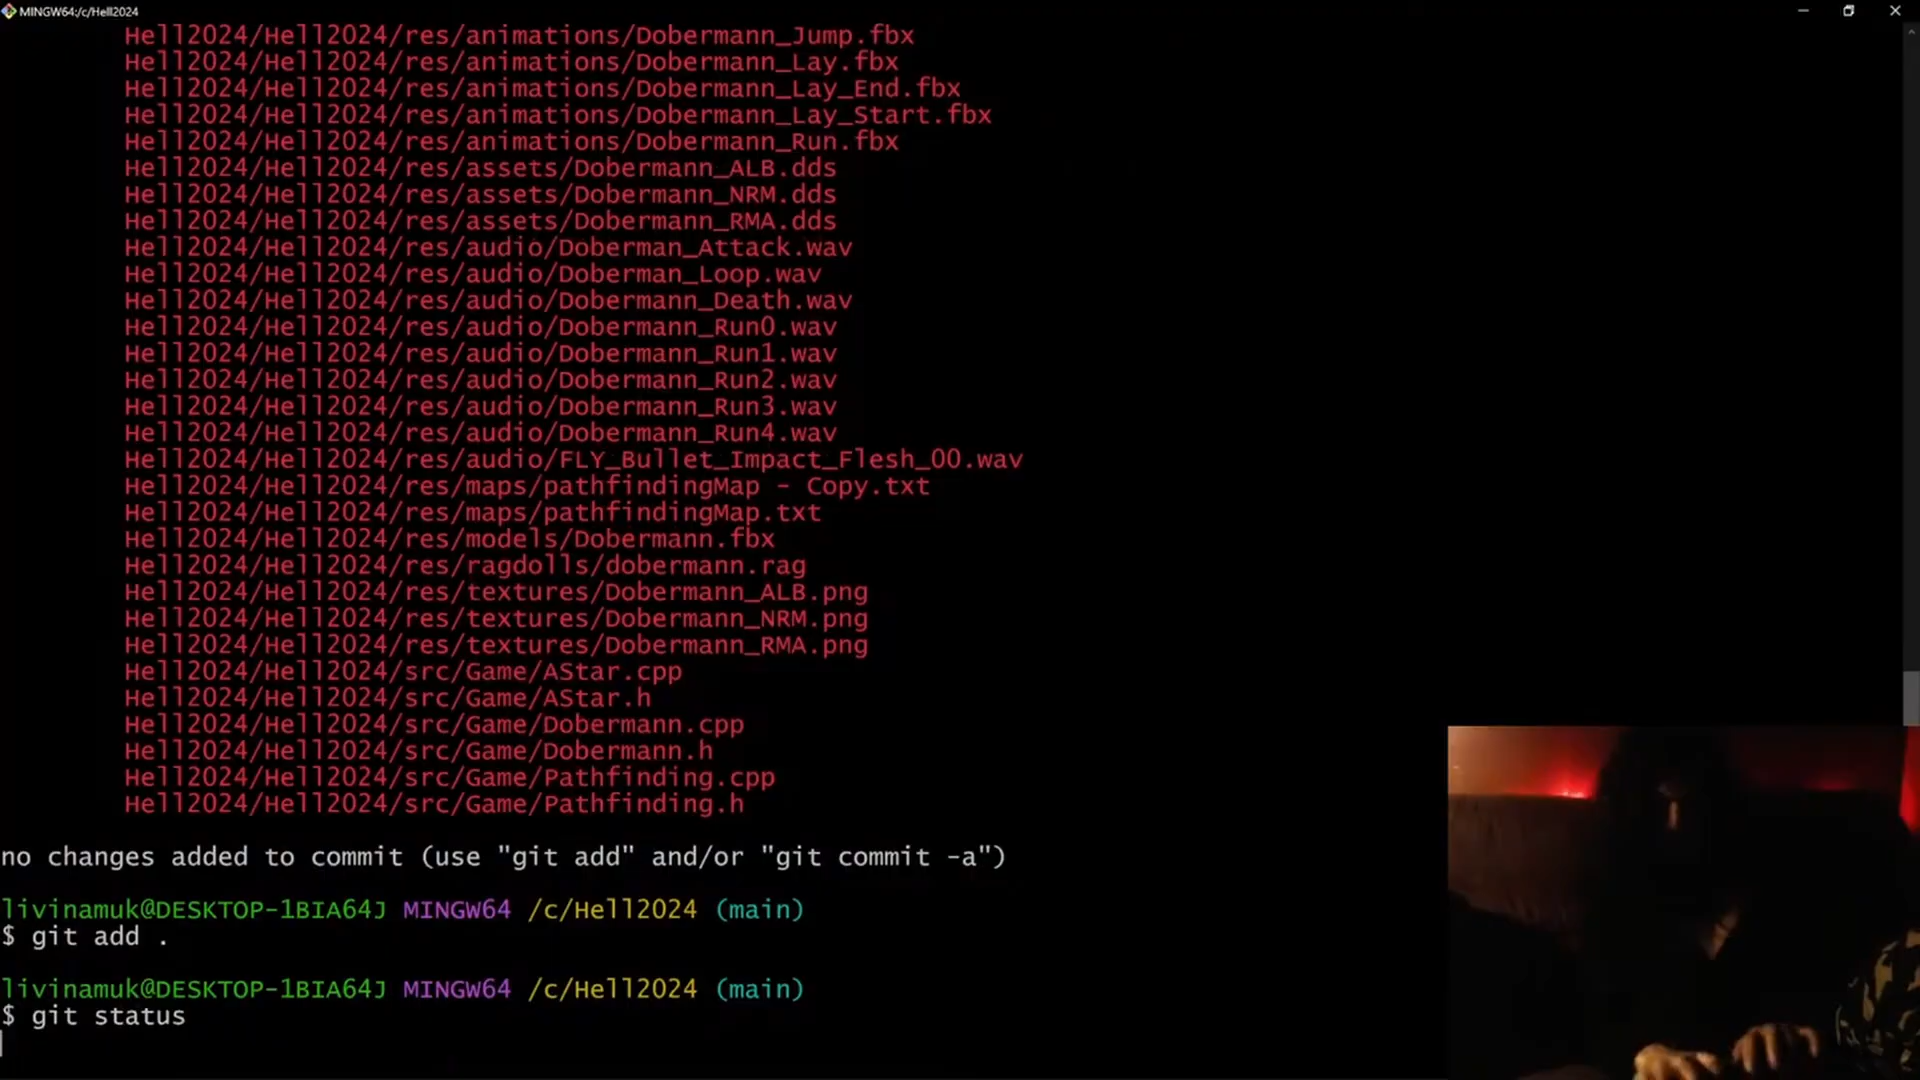 MINGW64:/c/Hell2024
Hell2024/Hell2024/res/animations/Dobermann_Jump.fbx
Hell2024/Hell2024/res/animations/Dobermann_Lay.fbx
Hell2024/Hell2024/res/animations/Dobermann_Lay_End.fbx
Hell2024/Hell2024/res/animations/Dobermann_Lay_Start.fbx
Hell2024/Hell2024/res/animations/Dobermann_Run.fbx
Hell2024/Hell2024/res/assets/Dobermann_ALB.dds
Hell2024/Hell2024/res/assets/Dobermann_NRM.dds
Hell2024/Hell2024/res/assets/Dobermann_RMA.dds
Hell2024/Hell2024/res/audio/Doberman_Attack.wav
Hell2024/Hell2024/res/audio/Doberman_Loop.wav
Hell2024/Hell2024/res/audio/Dobermann_Death.wav
Hell2024/Hell2024/res/audio/Dobermann_Run0.wav
Hell2024/Hell2024/res/audio/Dobermann_Run1.wav
Hell2024/Hell2024/res/audio/Dobermann_Run2.wav
Hell2024/Hell2024/res/audio/Dobermann_Run3.wav
Hell2024/Hell2024/res/audio/Dobermann_Run4.wav
Hell2024/Hell2024/res/audio/FLY_Bullet_Impact_Flesh_00.wav
Hell2024/Hell2024/res/maps/pathfindingMap - Copy.txt
Hell2024/Hell2024/res/maps/pathfindingMap.txt
Hell2024/Hell2024/res/models/Dobermann.fbx
Hell2024/Hell2024/res/ragdolls/dobermann.rag
Hell2024/Hell2024/res/textures/Dobermann_ALB.png
Hell2024/Hell2024/res/textures/Dobermann_NRM.png
Hell2024/Hell2024/res/textures/Dobermann_RMA.png
Hell2024/Hell2024/src/Game/AStar.cpp
Hell2024/Hell2024/src/Game/AStar.h
Hell2024/Hell2024/src/Game/Dobermann.cpp
Hell2024/Hell2024/src/Game/Dobermann.h
Hell2024/Hell2024/src/Game/Pathfinding.cpp
Hell2024/Hell2024/src/Game/Pathfinding.h
no changes added to commit (use "git add" and/or "git commit -a")
livinamuk@DESKTOP-1BIA64J MINGW64 /c/Hell2024 (main)
$ git add .
livinamuk@DESKTOP-1BIA64J MINGW64 /c/Hell2024 (main)
$ git status